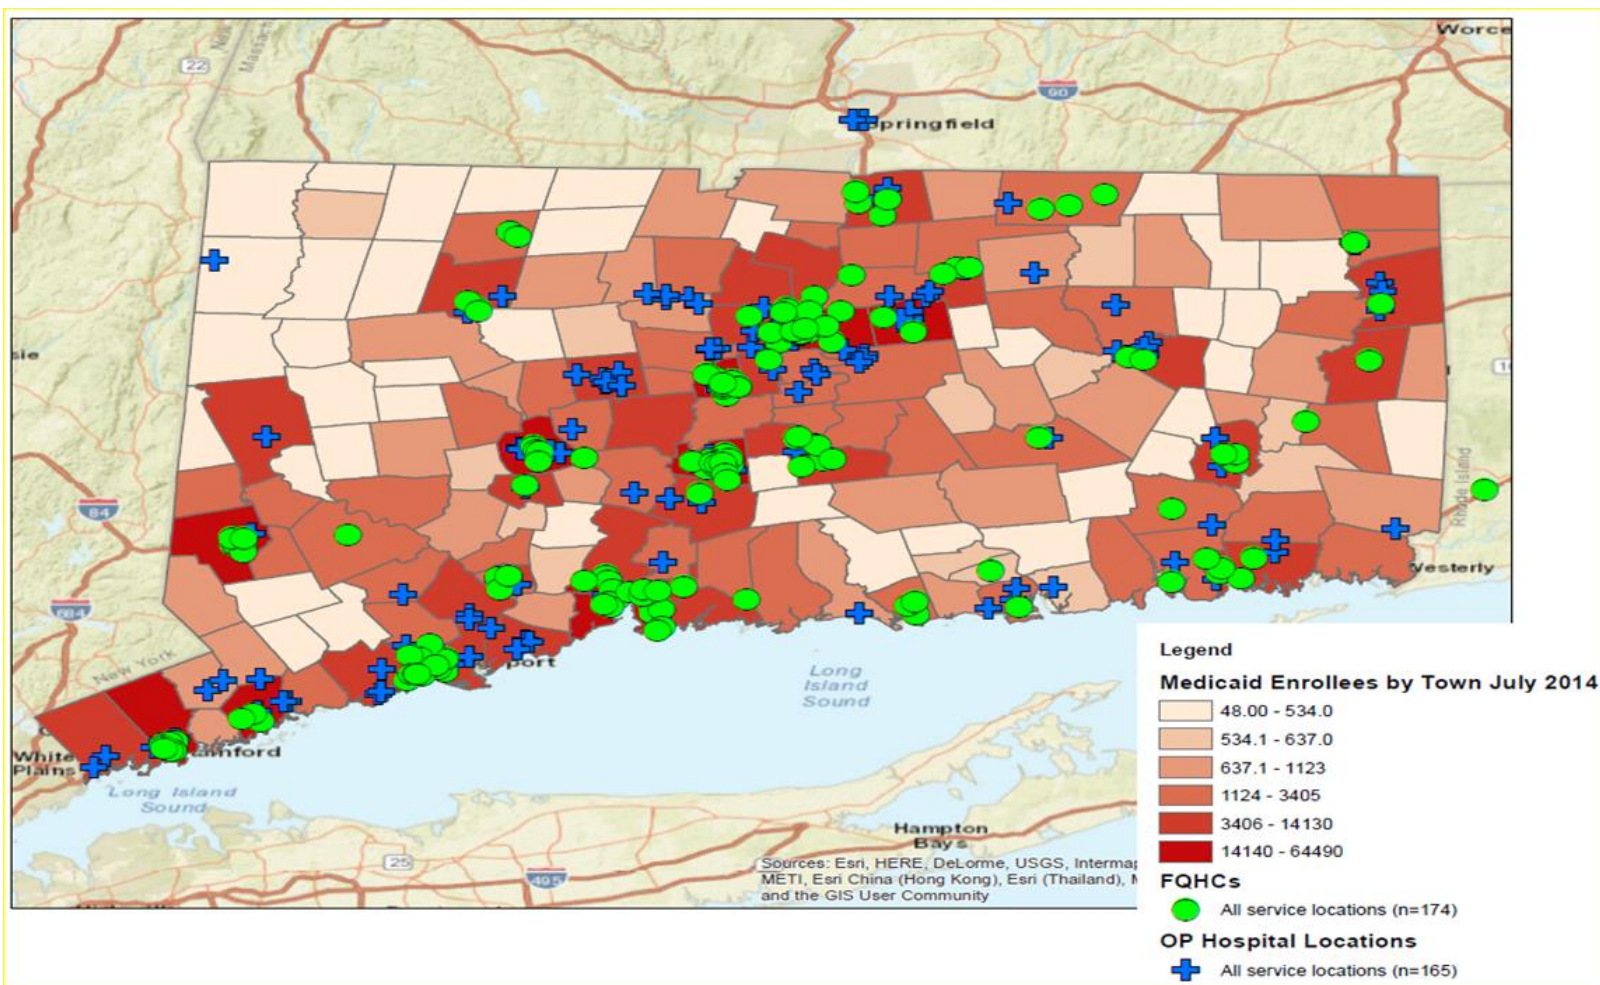 New
Massac
22
Worce
90
Springfield
sie
84
1
Rhode Island
Westerly
684
New York
port
Long
Island
Sound
White
Plains
amford
Long Island
Sound
Hampton
Bays
25
495
Sources: Esri, HERE, DeLorme, USGS, Intermap
METI, Esri China (Hong Kong), Esri (Thailand), M
and the GIS User Community
Legend
Medicaid Enrollees by Town July 2014
48.00 - 534.0
534.1 - 637.0
637.1 - 1123
1124 - 3405
3406 - 14130
14140 - 64490
FQHCs
All service locations (n=174)
OP Hospital Locations
All service locations (n=165)